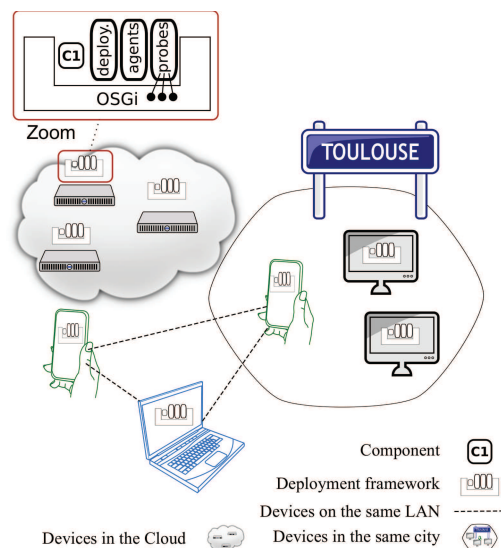 C1
deploy.
agents
probes
OSGi
Zoom
TOULOUSE
Component C1
Deployment framework
Devices on the same LAN
Devices in the Cloud
Devices in the same city